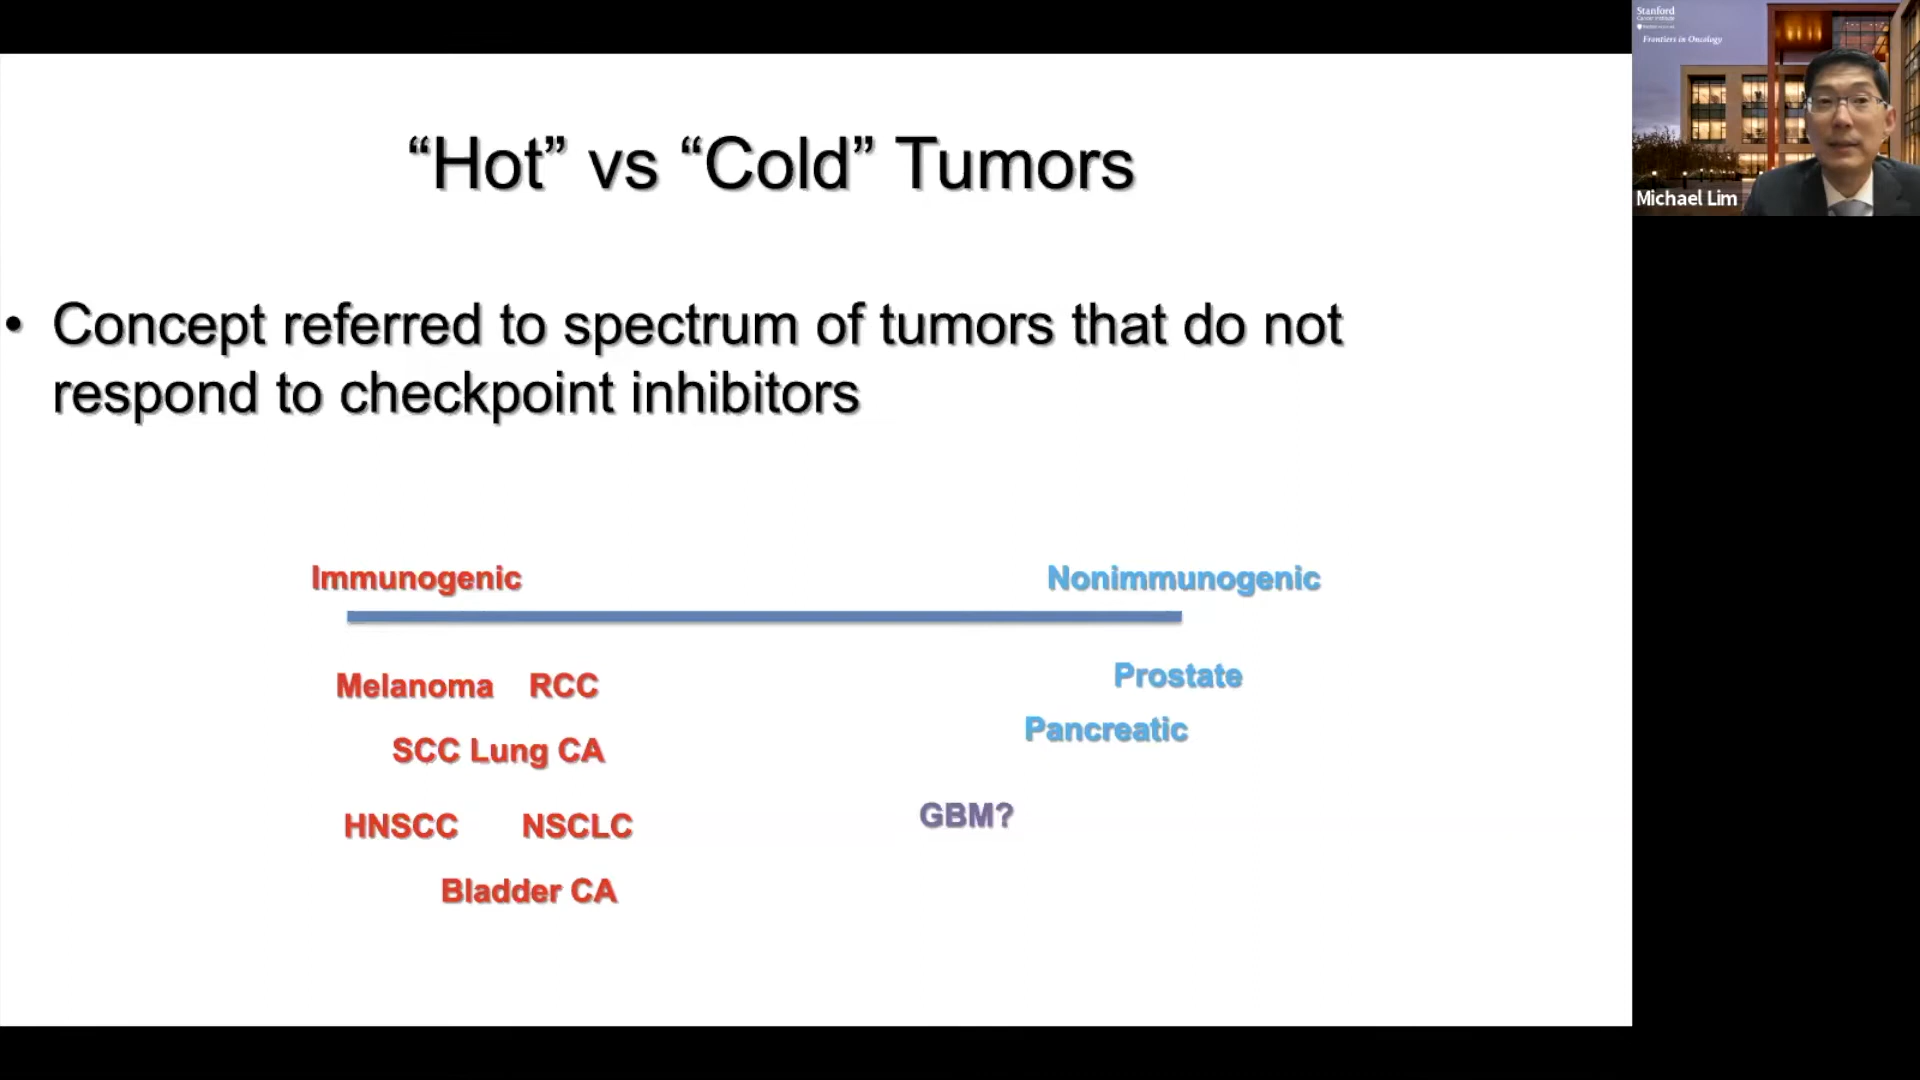 “Hot” vs “Cold” Tumors
• Concept referred to spectrum of tumors that do not
respond to checkpoint inhibitors
Immunogenic Nonimmunogenic
Melanoma RCC Prostate
Pancreatic
SCC Lung CA
HNSCC NSCLC GBM?
Bladder CA
Stanford
Frontiers in Oncology
Michael Lim